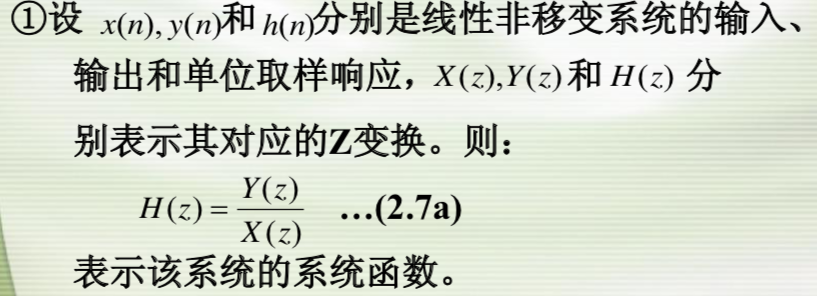 ①设 x(n), y(n)和 h(n)分别是线性非移变系统的输入、
输出和单位取样响应，X(z),Y(z)和 H(z) 分
别表示其对应的Z变换。则：
H(z) = Y(z)/X(z) …(2.7a)
表示该系统的系统函数。